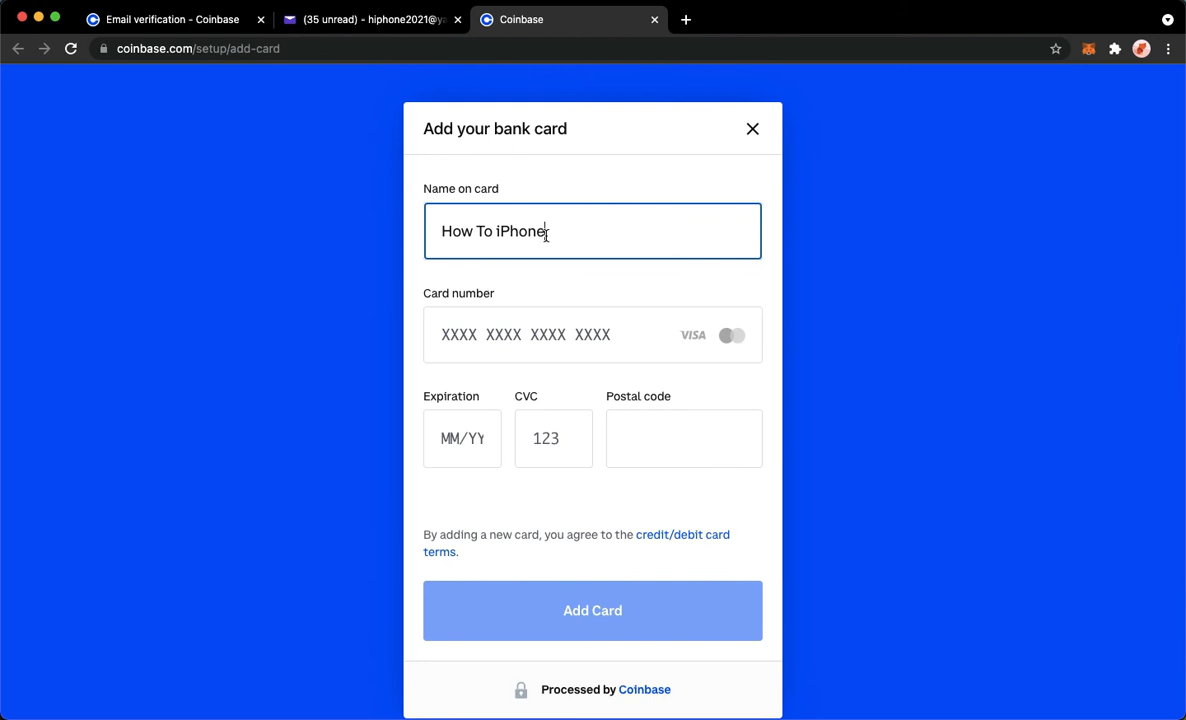 Email verification - Coinbase
(35 unread) - hiphone2021@ya
Coinbase
coinbase.com/setup/add-card
Add your bank card
Name on card
How To iPhone
Card number
XXXX XXXX XXXX XXXX
VISA
Expiration
CVC
Postal code
MM/YY
123
By adding a new card, you agree to the credit/debit card
terms.
Add Card
Processed by Coinbase